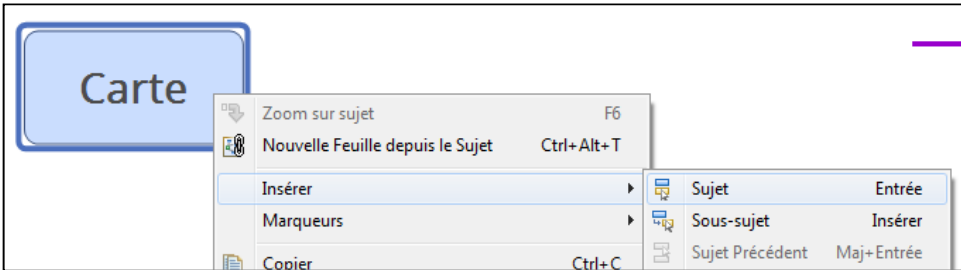 Carte
Zoom sur sujet F6
Nouvelle Feuille depuis le Sujet Ctrl+Alt+T
Insérer
Marqueurs
Copier Ctrl+C
Sujet Entrée
Sous-sujet Insérer
Sujet Précédent Maj+Entrée